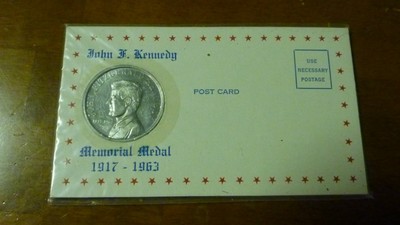 John F. Kennedy
USE
NECESSARY
POSTAGE
POST CARD
Memorial Medal
1917 - 1963